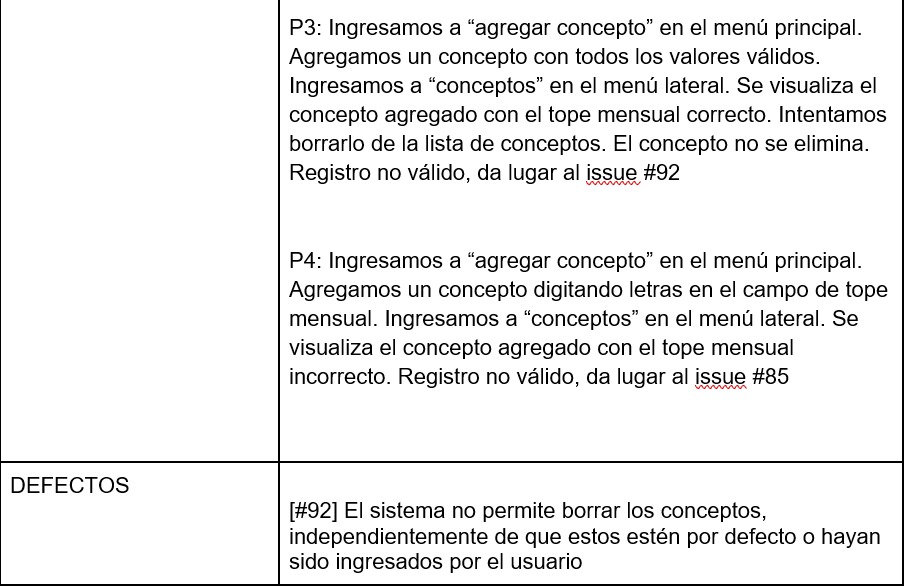 P3: Ingresamos a “agregar concepto” en el menú principal.
Agregamos un concepto con todos los valores válidos.
Ingresamos a “conceptos” en el menú lateral. Se visualiza el
concepto agregado con el tope mensual correcto. Intentamos
borrarlo de la lista de conceptos. El concepto no se elimina.
Registro no válido, da lugar al issue #92
P4: Ingresamos a “agregar concepto” en el menú principal.
Agregamos un concepto digitando letras en el campo de tope
mensual. Ingresamos a “conceptos” en el menú lateral. Se
visualiza el concepto agregado con el tope mensual
incorrecto. Registro no válido, da lugar al issue #85
DEFECTOS
[#92] El sistema no permite borrar los conceptos,
independientemente de que estos estén por defecto o hayan
sido ingresados por el usuario